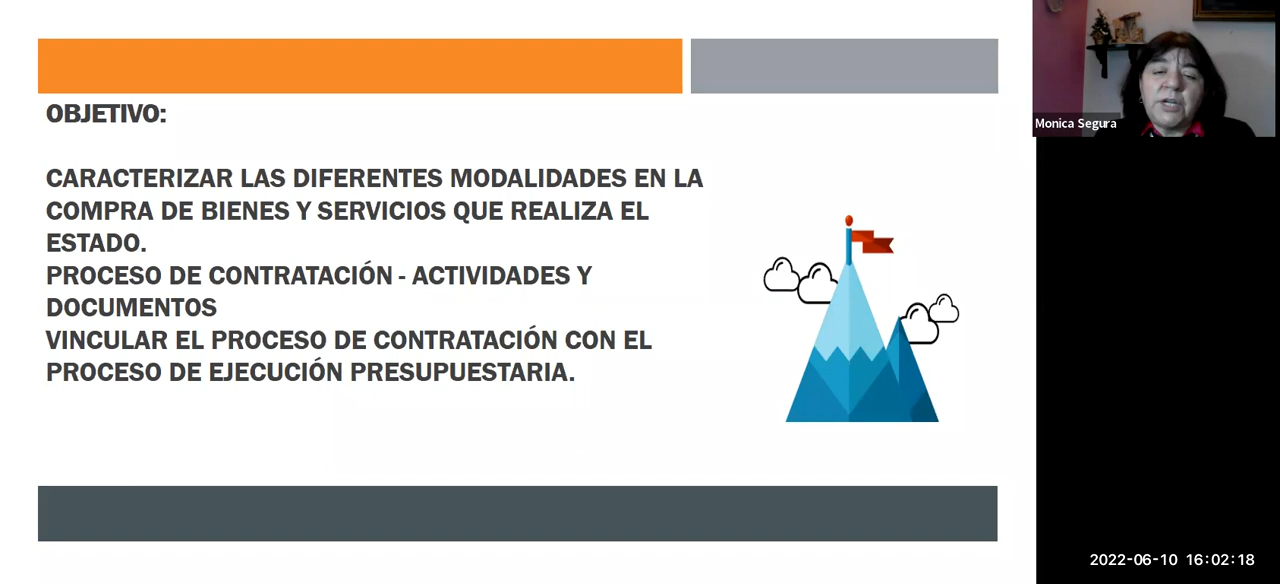 OBJETIVO:
CARACTERIZAR LAS DIFERENTES MODALIDADES EN LA
COMPRA DE BIENES Y SERVICIOS QUE REALIZA EL
ESTADO.
PROCESO DE CONTRATACIÓN - ACTIVIDADES Y
DOCUMENTOS
VINCULAR EL PROCESO DE CONTRATACIÓN CON EL
PROCESO DE EJECUCIÓN PRESUPUESTARIA.
Monica Segura
2022-06-10 16:02:18